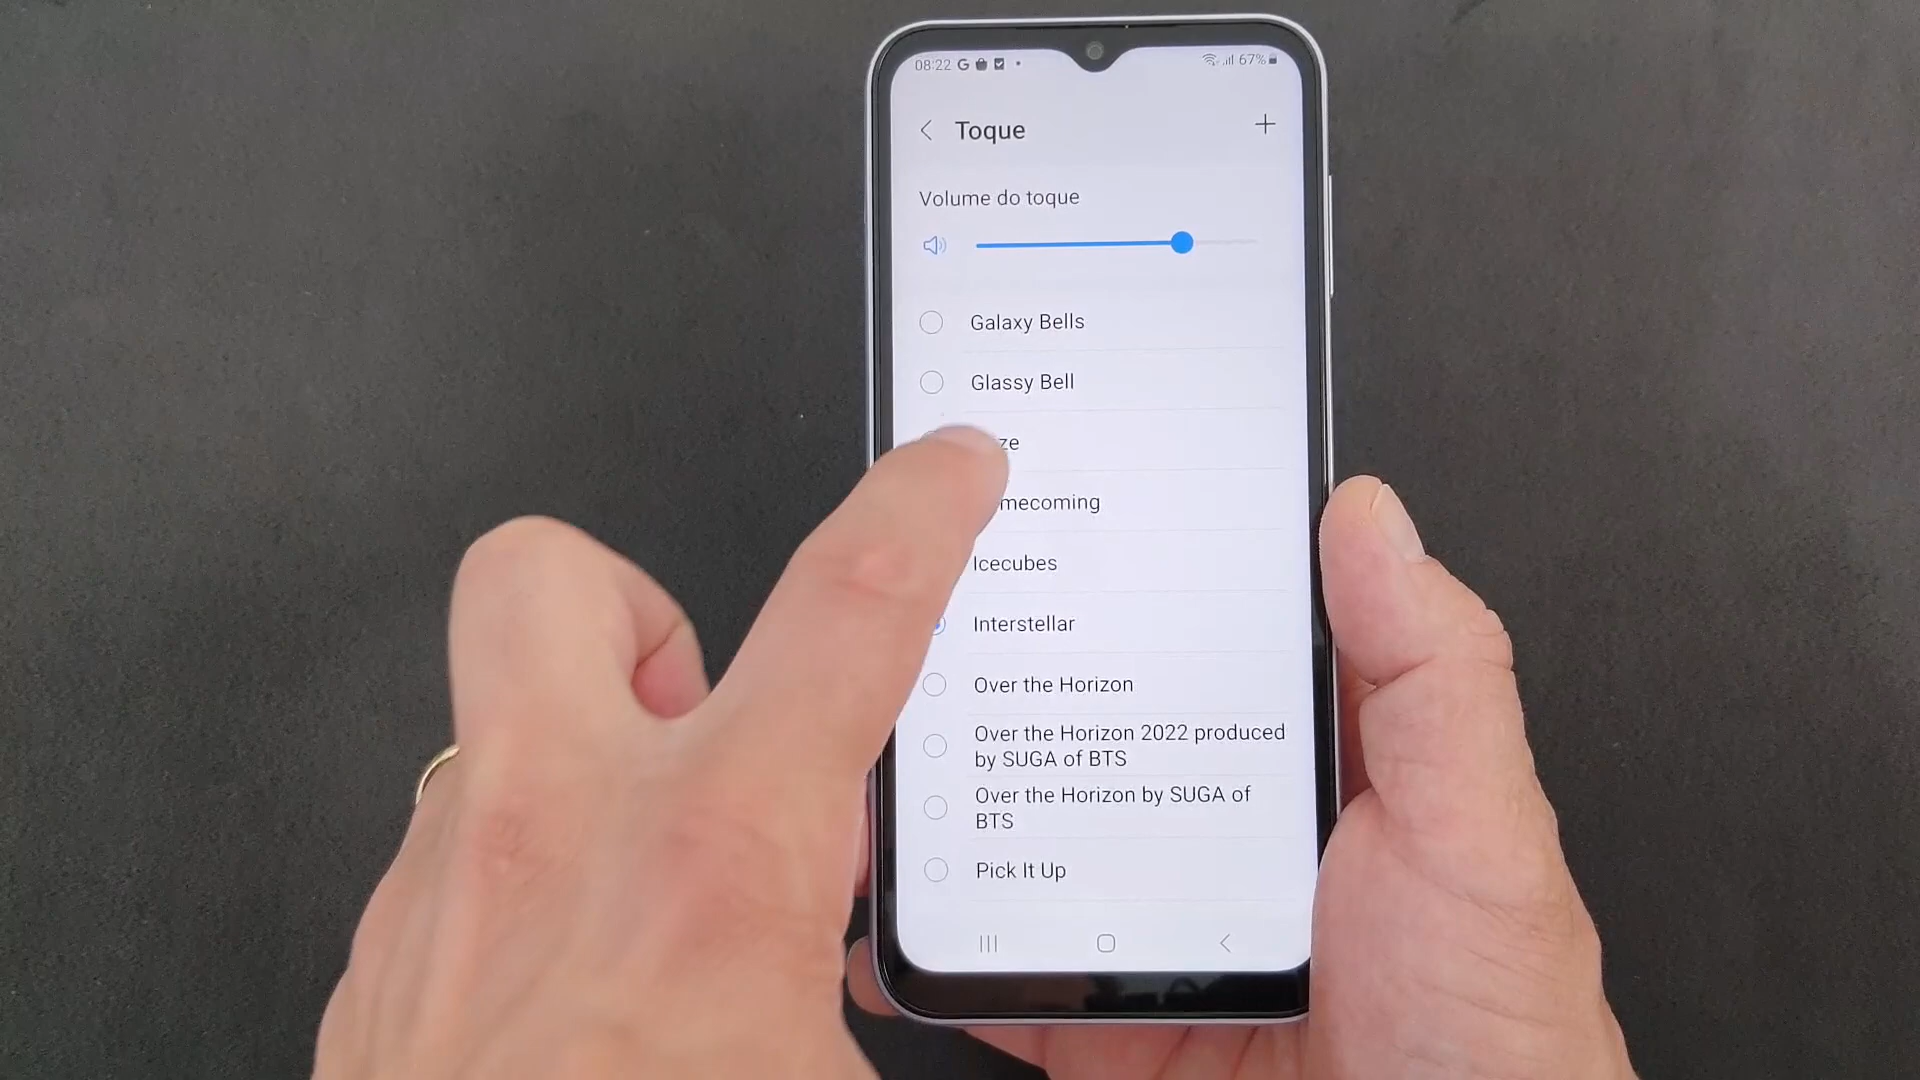 08:22 G 67%
Toque
Volume do toque
Galaxy Bells
Glassy Bell
Icecubes
Interstellar
Over the Horizon
Over the Horizon 2022 produced
by SUGA of BTS
Over the Horizon by SUGA of
BTS
Pick It Up